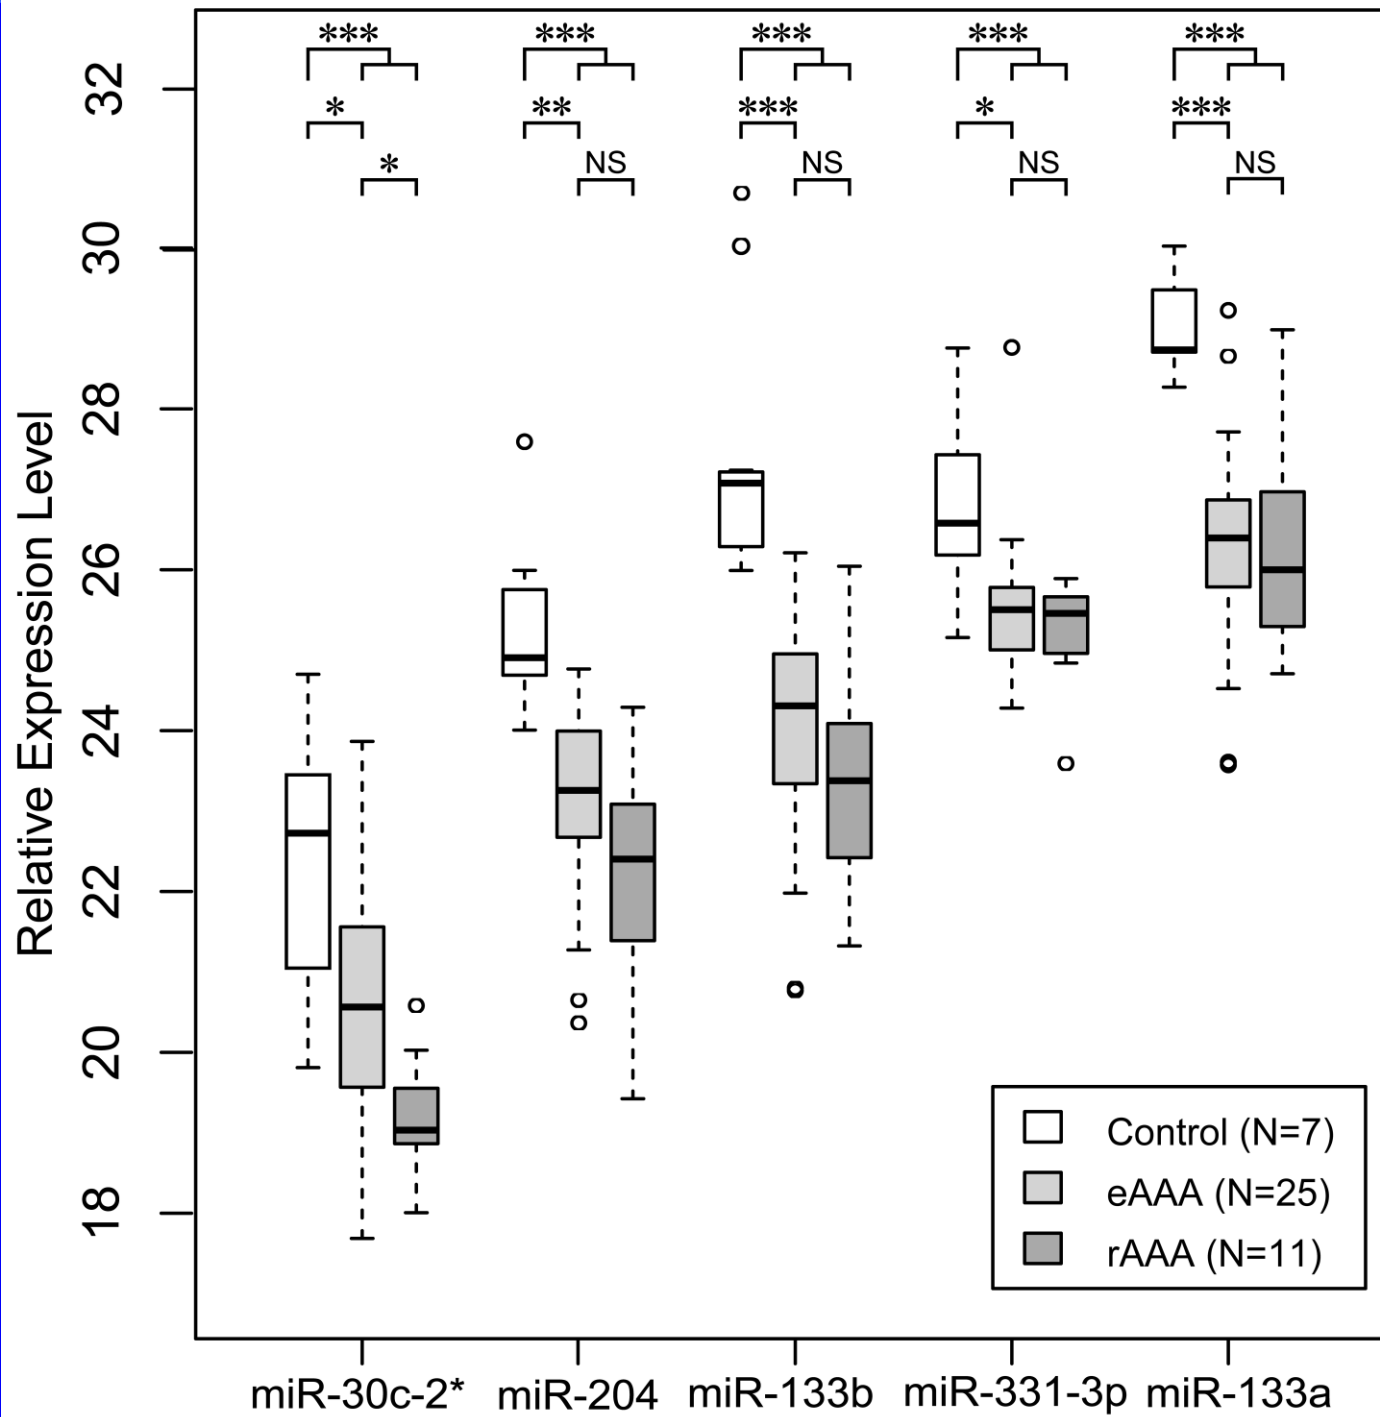 *** *** *** *** ***
* ** *** * ***
* NS NS NS NS
Relative Expression Level
32
30
28
26
24
22
20
18
Control (N=7)
eAAA (N=25)
rAAA (N=11)
miR-30c-2* miR-204 miR-133b miR-331-3p miR-133a